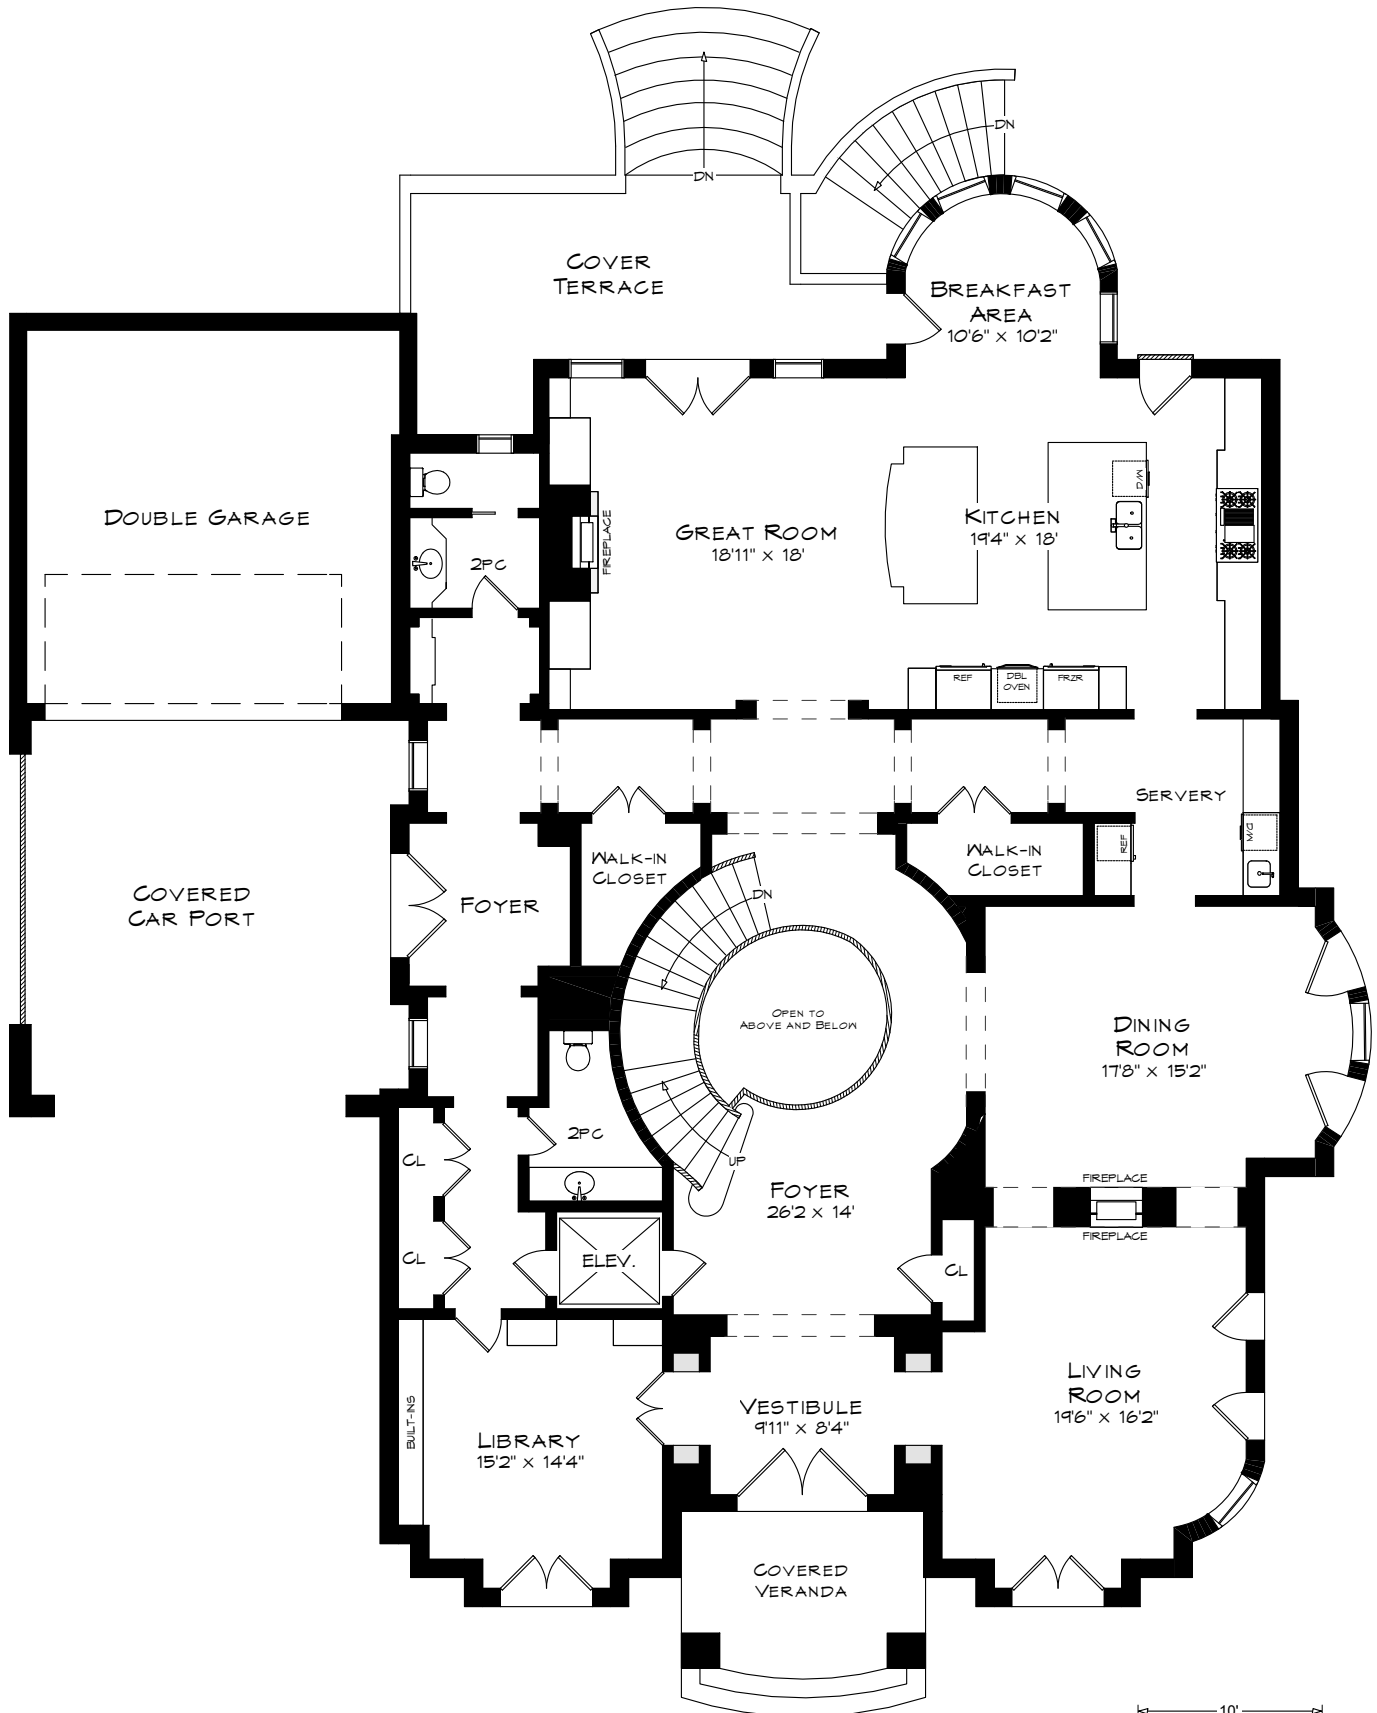 DN
DN
COVER
TERRACE
BREAKFAST
AREA
10'6" x 10'2"
D/W
DOUBLE GARAGE
GREAT ROOM
18'11" x 18'
KITCHEN
19'4" x 18'
FIREPLACE
2PC
REF
DBL
OVEN
FRZR
SERVERY
D/W
REF
WALK-IN
CLOSET
WALK-IN
CLOSET
COVERED
CAR PORT
FOYER
DN
OPEN TO
ABOVE AND BELOW
DINING
ROOM
17'8" x 15'2"
2PC
CL
UP
FIREPLACE
FOYER
26'2 x 14'
FIREPLACE
CL
ELEV.
CL
LIVING
ROOM
19'6" x 16'2"
VESTIBULE
9'11" x 8'4"
BUILT-INS
LIBRARY
15'2" x 14'4"
COVERED
VERANDA
10'